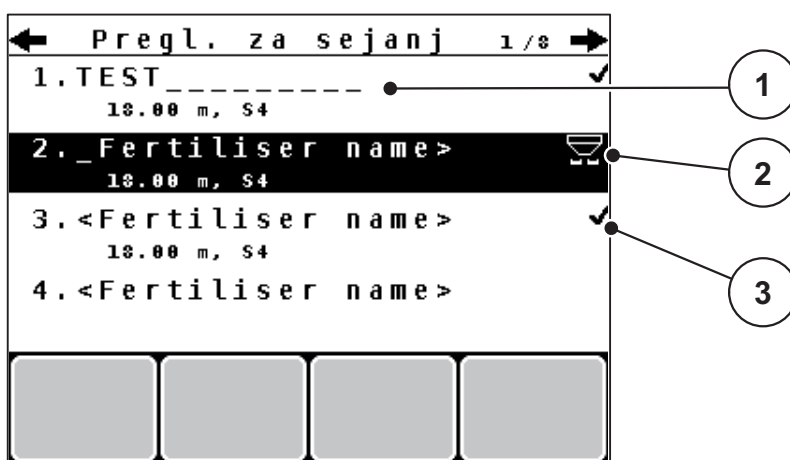 Pregl. za sejanj 1/8
1.TEST_________
18.00 m, S4
2._Fertiliser name>
18.00 m, S4
3.<Fertiliser name>
18.00 m, S4
4.<Fertiliser name>
1
2
3